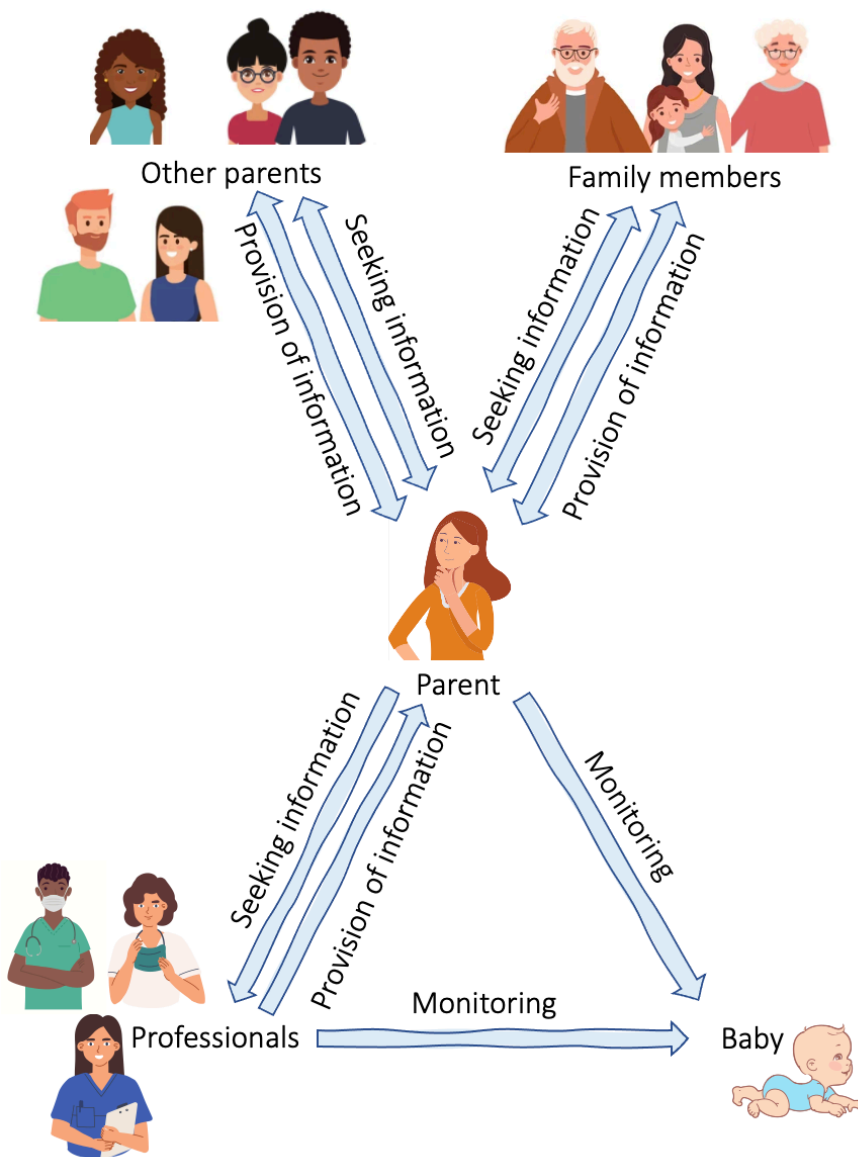 Other parents
Family members
Provision of information
Seeking information
Seeking information
Provision of information
Parent
Seeking information
Provision of information
Monitoring
Monitoring
Professionals
Baby